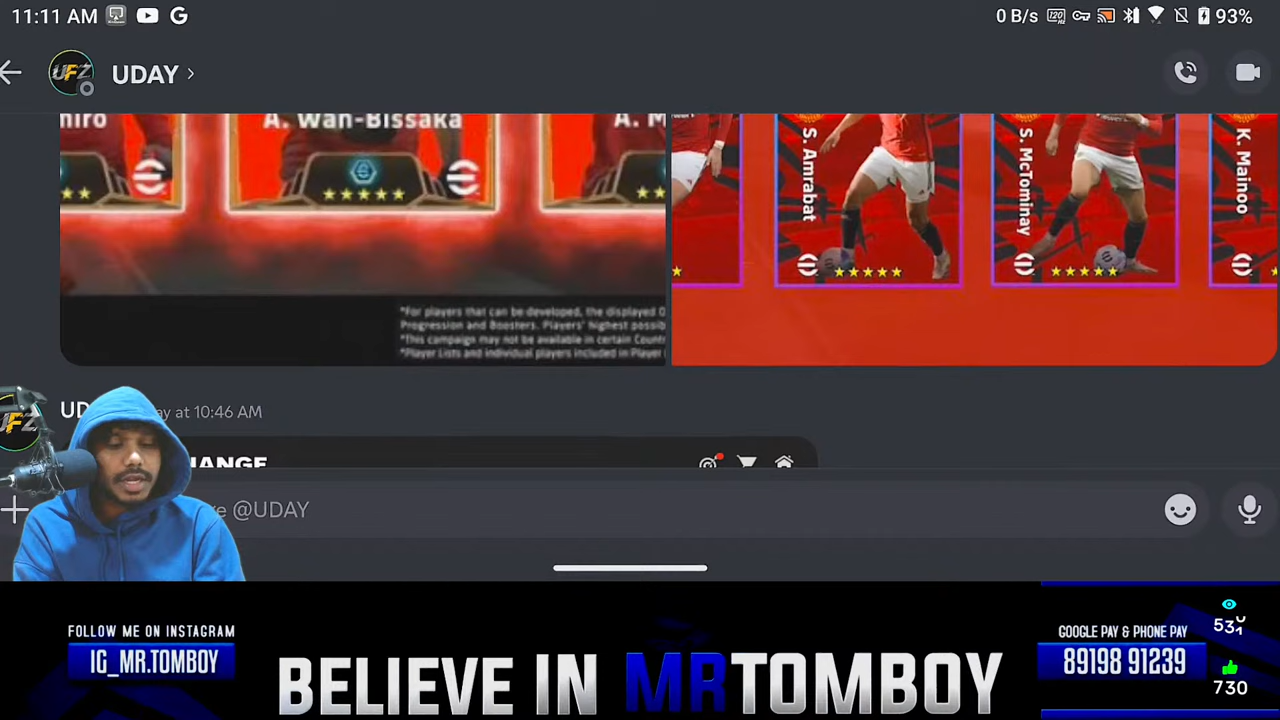 11:11 AM
0 B/s
120
93%
UFZ
UDAY
A. Wan-Bissaka
A. M
S. Amrabat
S. McTominay
K. Mainoo
*For players that can be developed, the displayed O
Progression and Boosters. Players' highest possib
*This campaign may not be available in certain Count
*Player Lists and individual players included in Player
UD
ay at 10:46 AM
HANGE
e @UDAY
FOLLOW ME ON INSTAGRAM
IG_MR.TOMBOY
BELIEVE IN MRTOMBOY
GOOGLE PAY & PHONE PAY
89198 91239
730